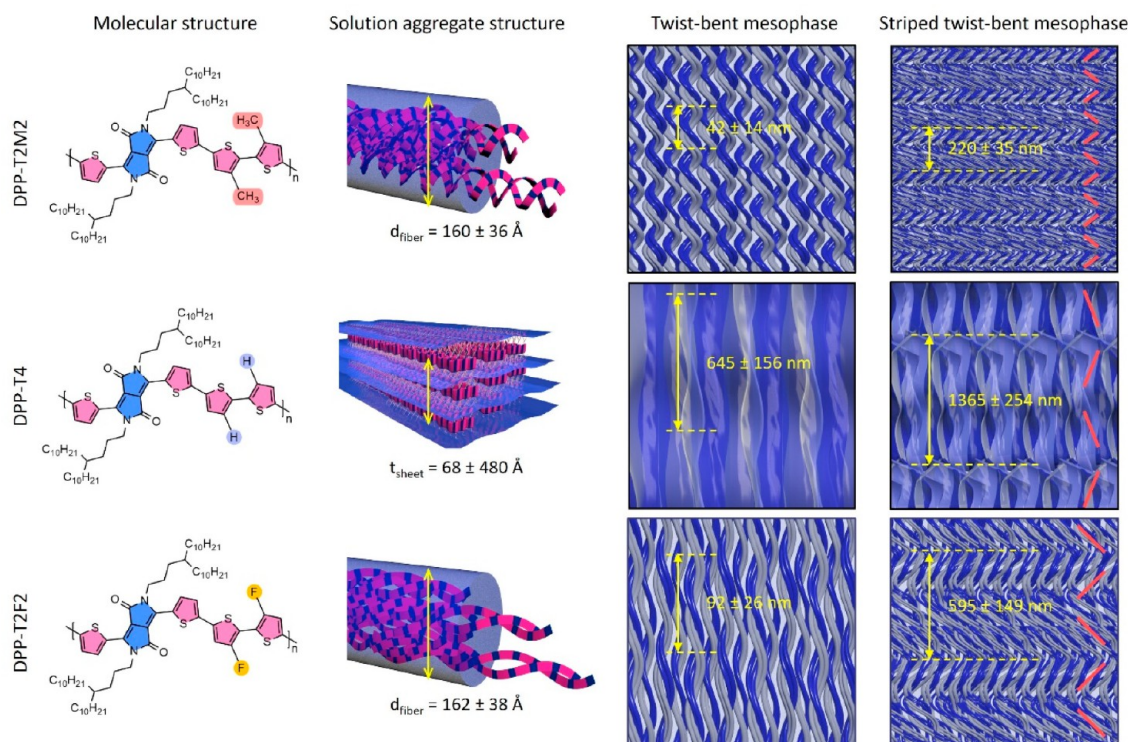 Molecular structure
Solution aggregate structure
Twist-bent mesophase
Striped twist-bent mesophase
DPP-T2M2
C10H21
C10H21
H3C
O
N
S
S
S
S
n
N
O
CH3
C10H21
C10H21
dfiber = 160 ± 36 Å
42 ± 14 nm
220 ± 35 nm
DPP-T4
C10H21
C10H21
H
O
N
S
S
S
S
n
N
O
H
C10H21
C10H21
tsheet = 68 ± 480 Å
645 ± 156 nm
1365 ± 254 nm
DPP-T2F2
C10H21
C10H21
F
O
N
S
S
S
S
n
N
O
F
C10H21
C10H21
dfiber = 162 ± 38 Å
92 ± 26 nm
595 ± 149 nm